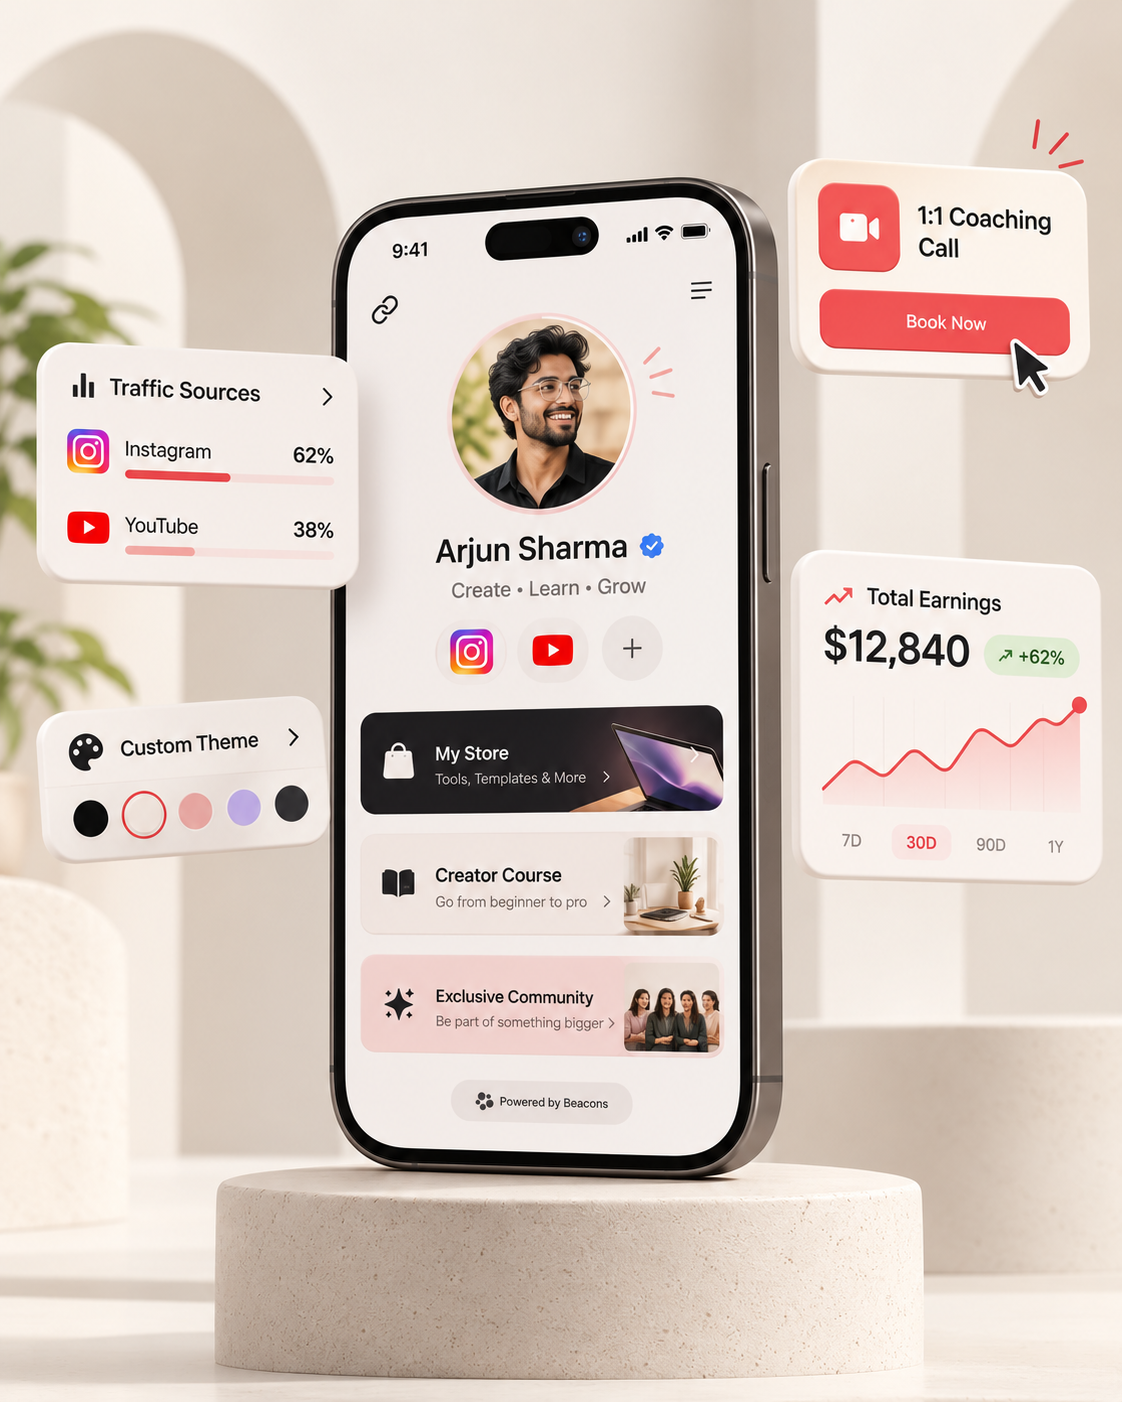 9:41
Arjun Sharma
Create • Learn • Grow
My Store
Tools, Templates & More
Creator Course
Go from beginner to pro
Exclusive Community
Be part of something bigger
Powered by Beacons
Traffic Sources
Instagram 62%
YouTube 38%
Custom Theme
1:1 Coaching
Call
Book Now
Total Earnings
$12,840 +62%
7D 30D 90D 1Y